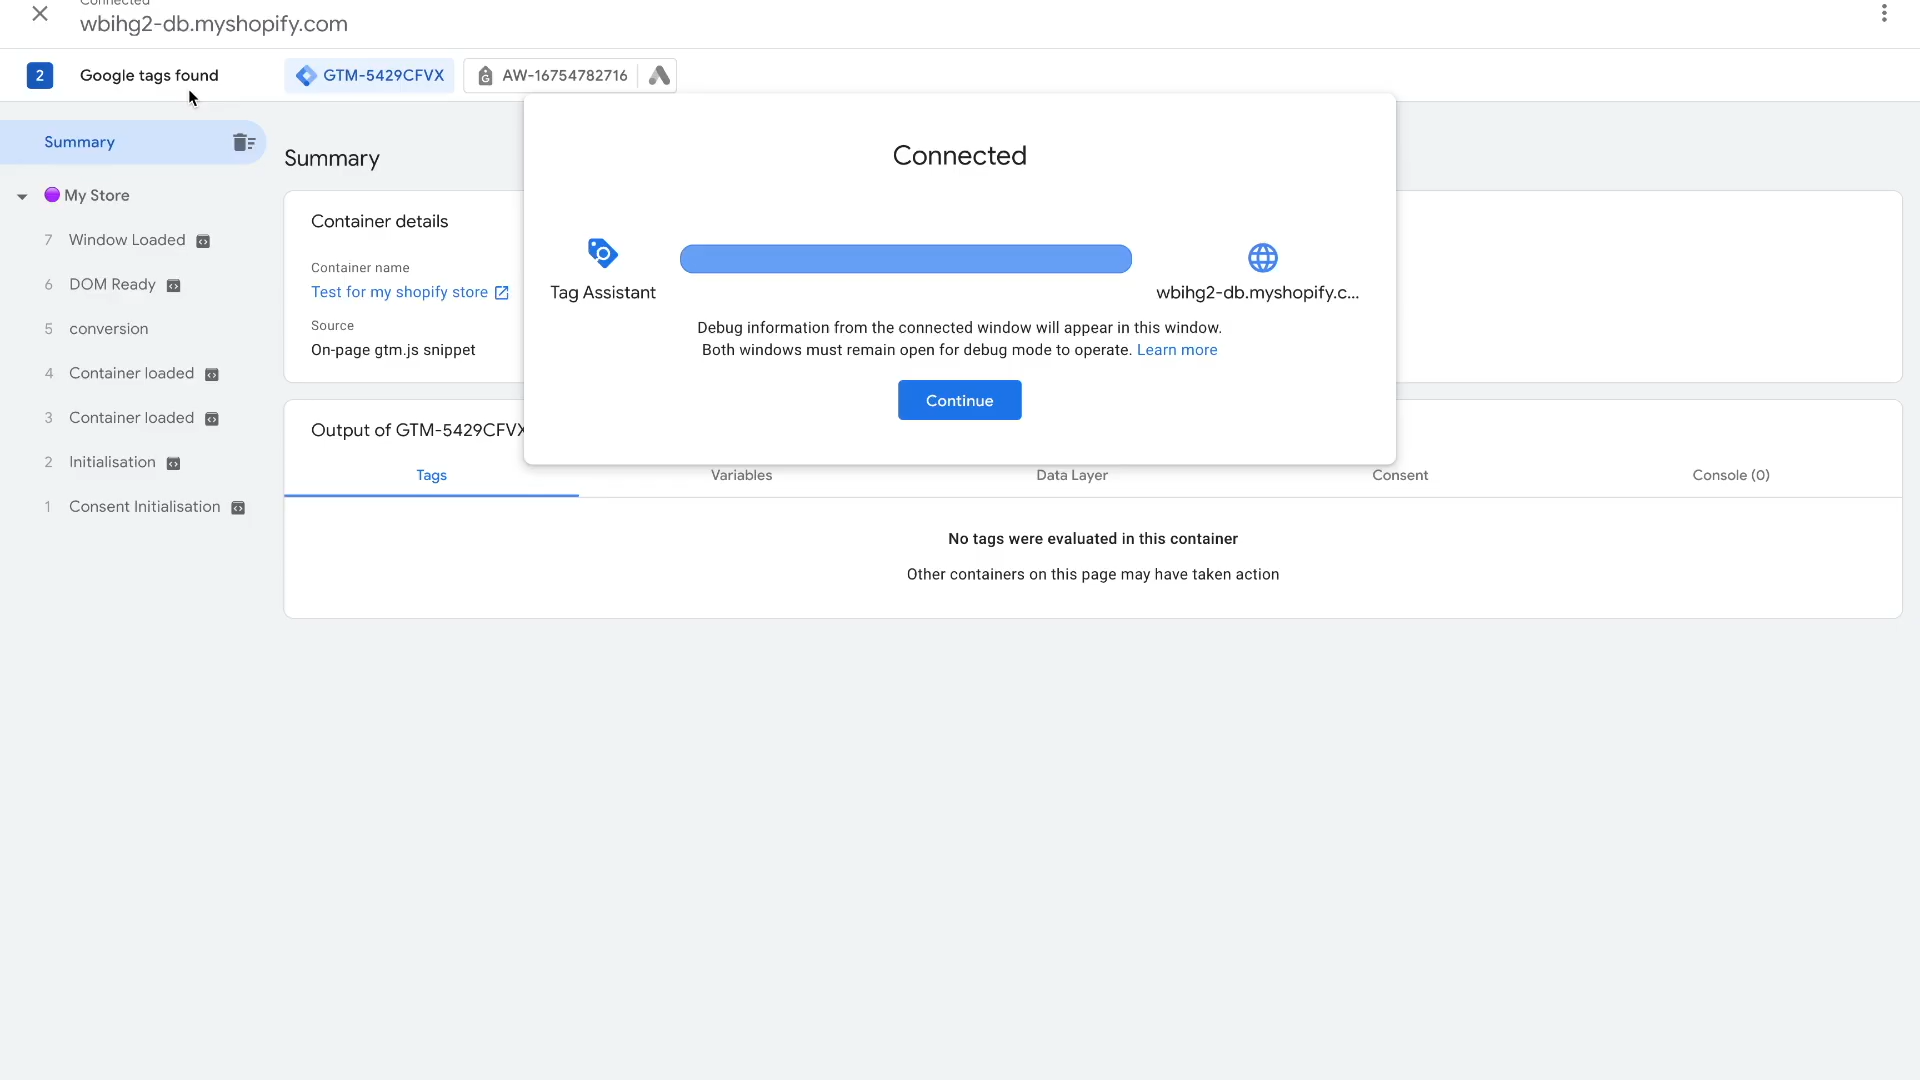 Connected
wbihg2-db.myshopify.com
2 Google tags found GTM-5429CFVX AW-16754782716
Summary
My Store
7 Window Loaded
6 DOM Ready
5 conversion
4 Container loaded
3 Container loaded
2 Initialisation
1 Consent Initialisation
Summary
Container details
Container name
Test for my shopify store
Source
On-page gtm.js snippet
Connected
Tag Assistant
wbihg2-db.myshopify.c...
Debug information from the connected window will appear in this window.
Both windows must remain open for debug mode to operate. Learn more
Continue
Output of GTM-5429CFVX
Tags Variables Data Layer Consent Console (0)
No tags were evaluated in this container
Other containers on this page may have taken action